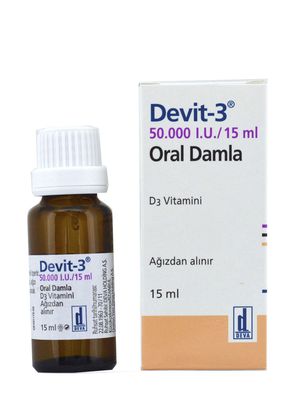 Devit-3®
50.000 I.U./15 ml
Oral Damla
D3 Vitamini
Ağızdan alınır
15 ml
DEVA
Devit-3®
50.000 I.U./15 ml
Oral Damla
D3 Vitamini
Ağızdan
alınır
15 ml
DEVA